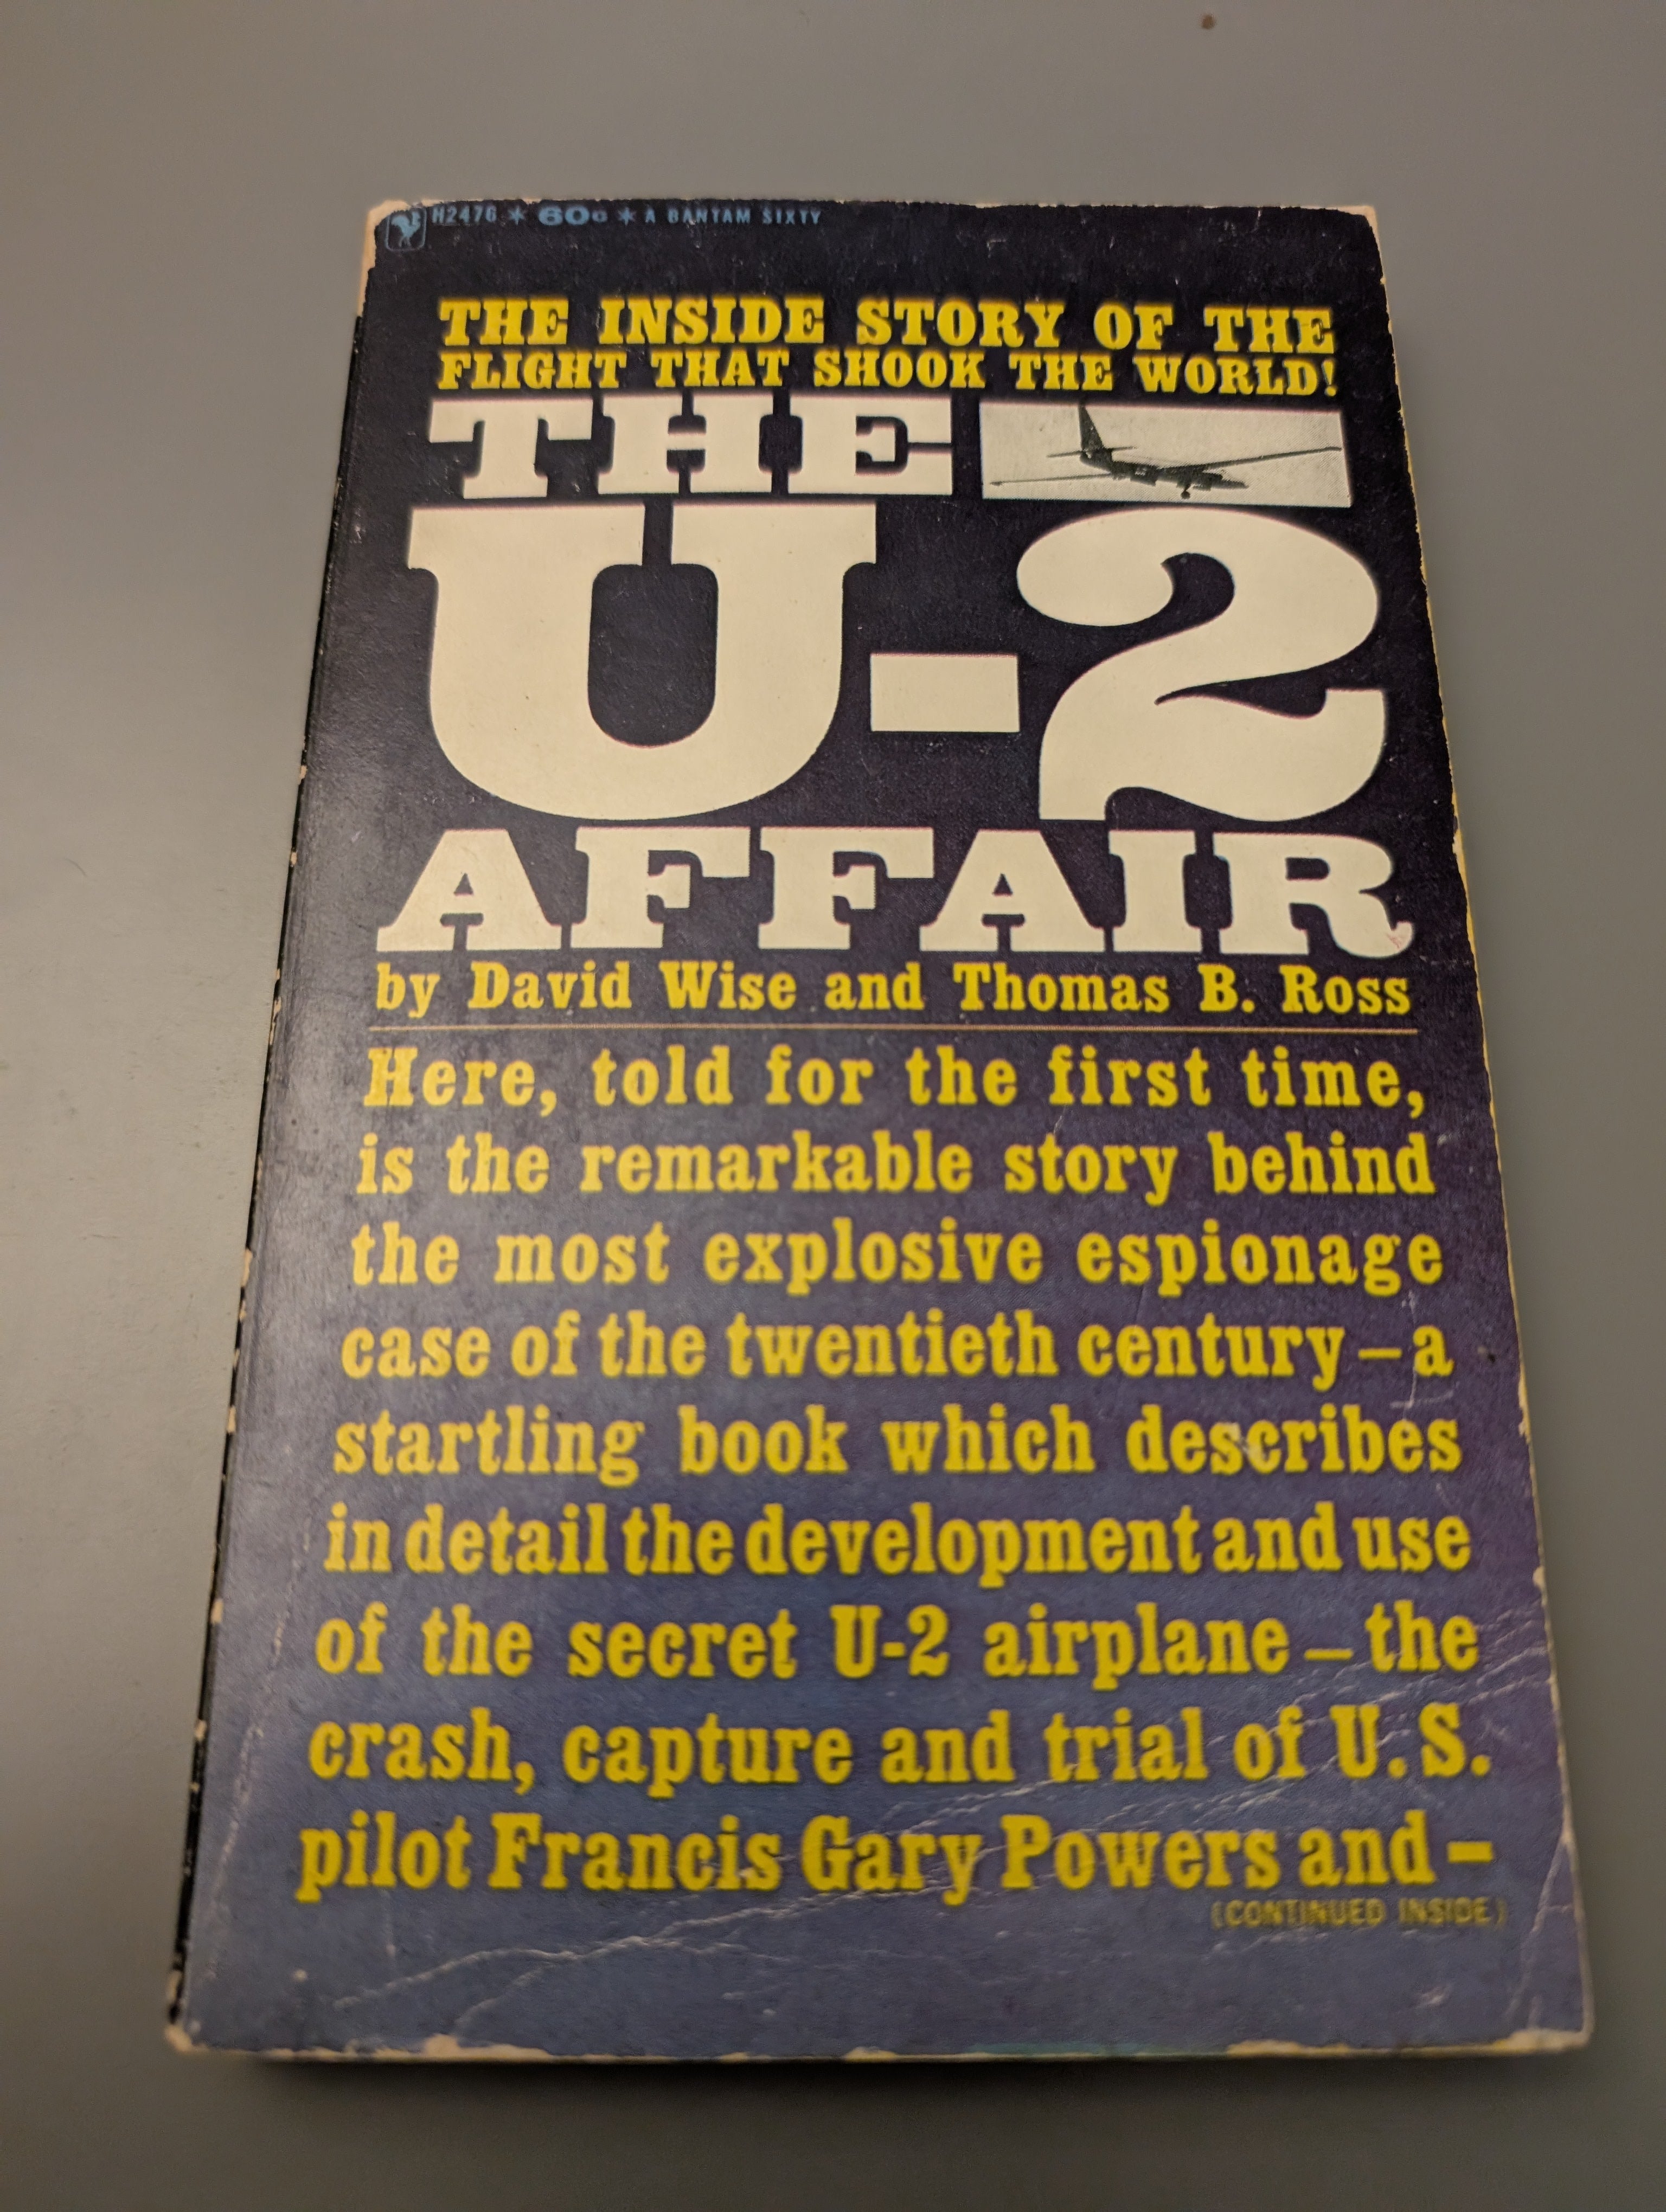 H2476 * 60¢ * A BANTAM SIXTY
THE INSIDE STORY OF THE
FLIGHT THAT SHOOK THE WORLD!
THE
U-2
AFFAIR
by David Wise and Thomas B. Ross
Here, told for the first time,
is the remarkable story behind
the most explosive espionage
case of the twentieth century – a
startling book which describes
in detail the development and use
of the secret U-2 airplane – the
crash, capture and trial of U.S.
pilot Francis Gary Powers and –
(CONTINUED INSIDE)